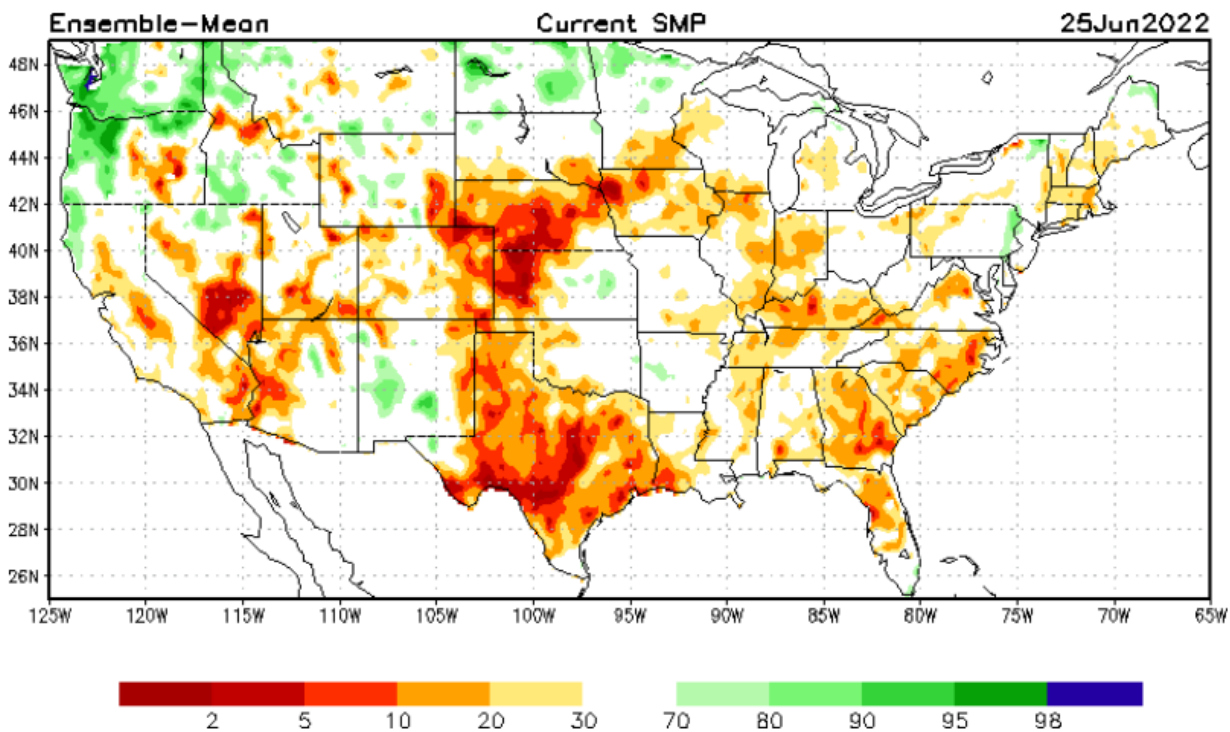 Ensemble-Mean Current SMP 25Jun2022
48N
46N
44N
42N
40N
38N
36N
34N
32N
30N
28N
26N
125W 120W 115W 110W 105W 100W 95W 90W 85W 80W 75W 70W 65W
2 5 10 20 30 70 80 90 95 98